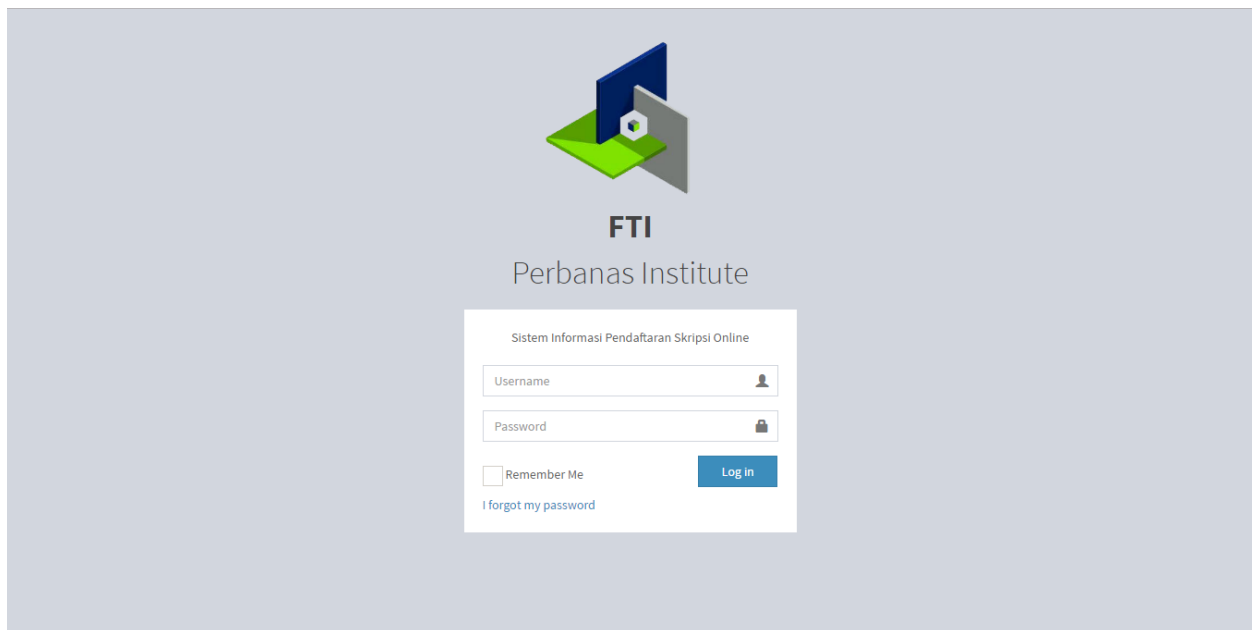 FTI
Perbanas Institute
Sistem Informasi Pendaftaran Skripsi Online
Username
Password
Remember Me
Log in
I forgot my password